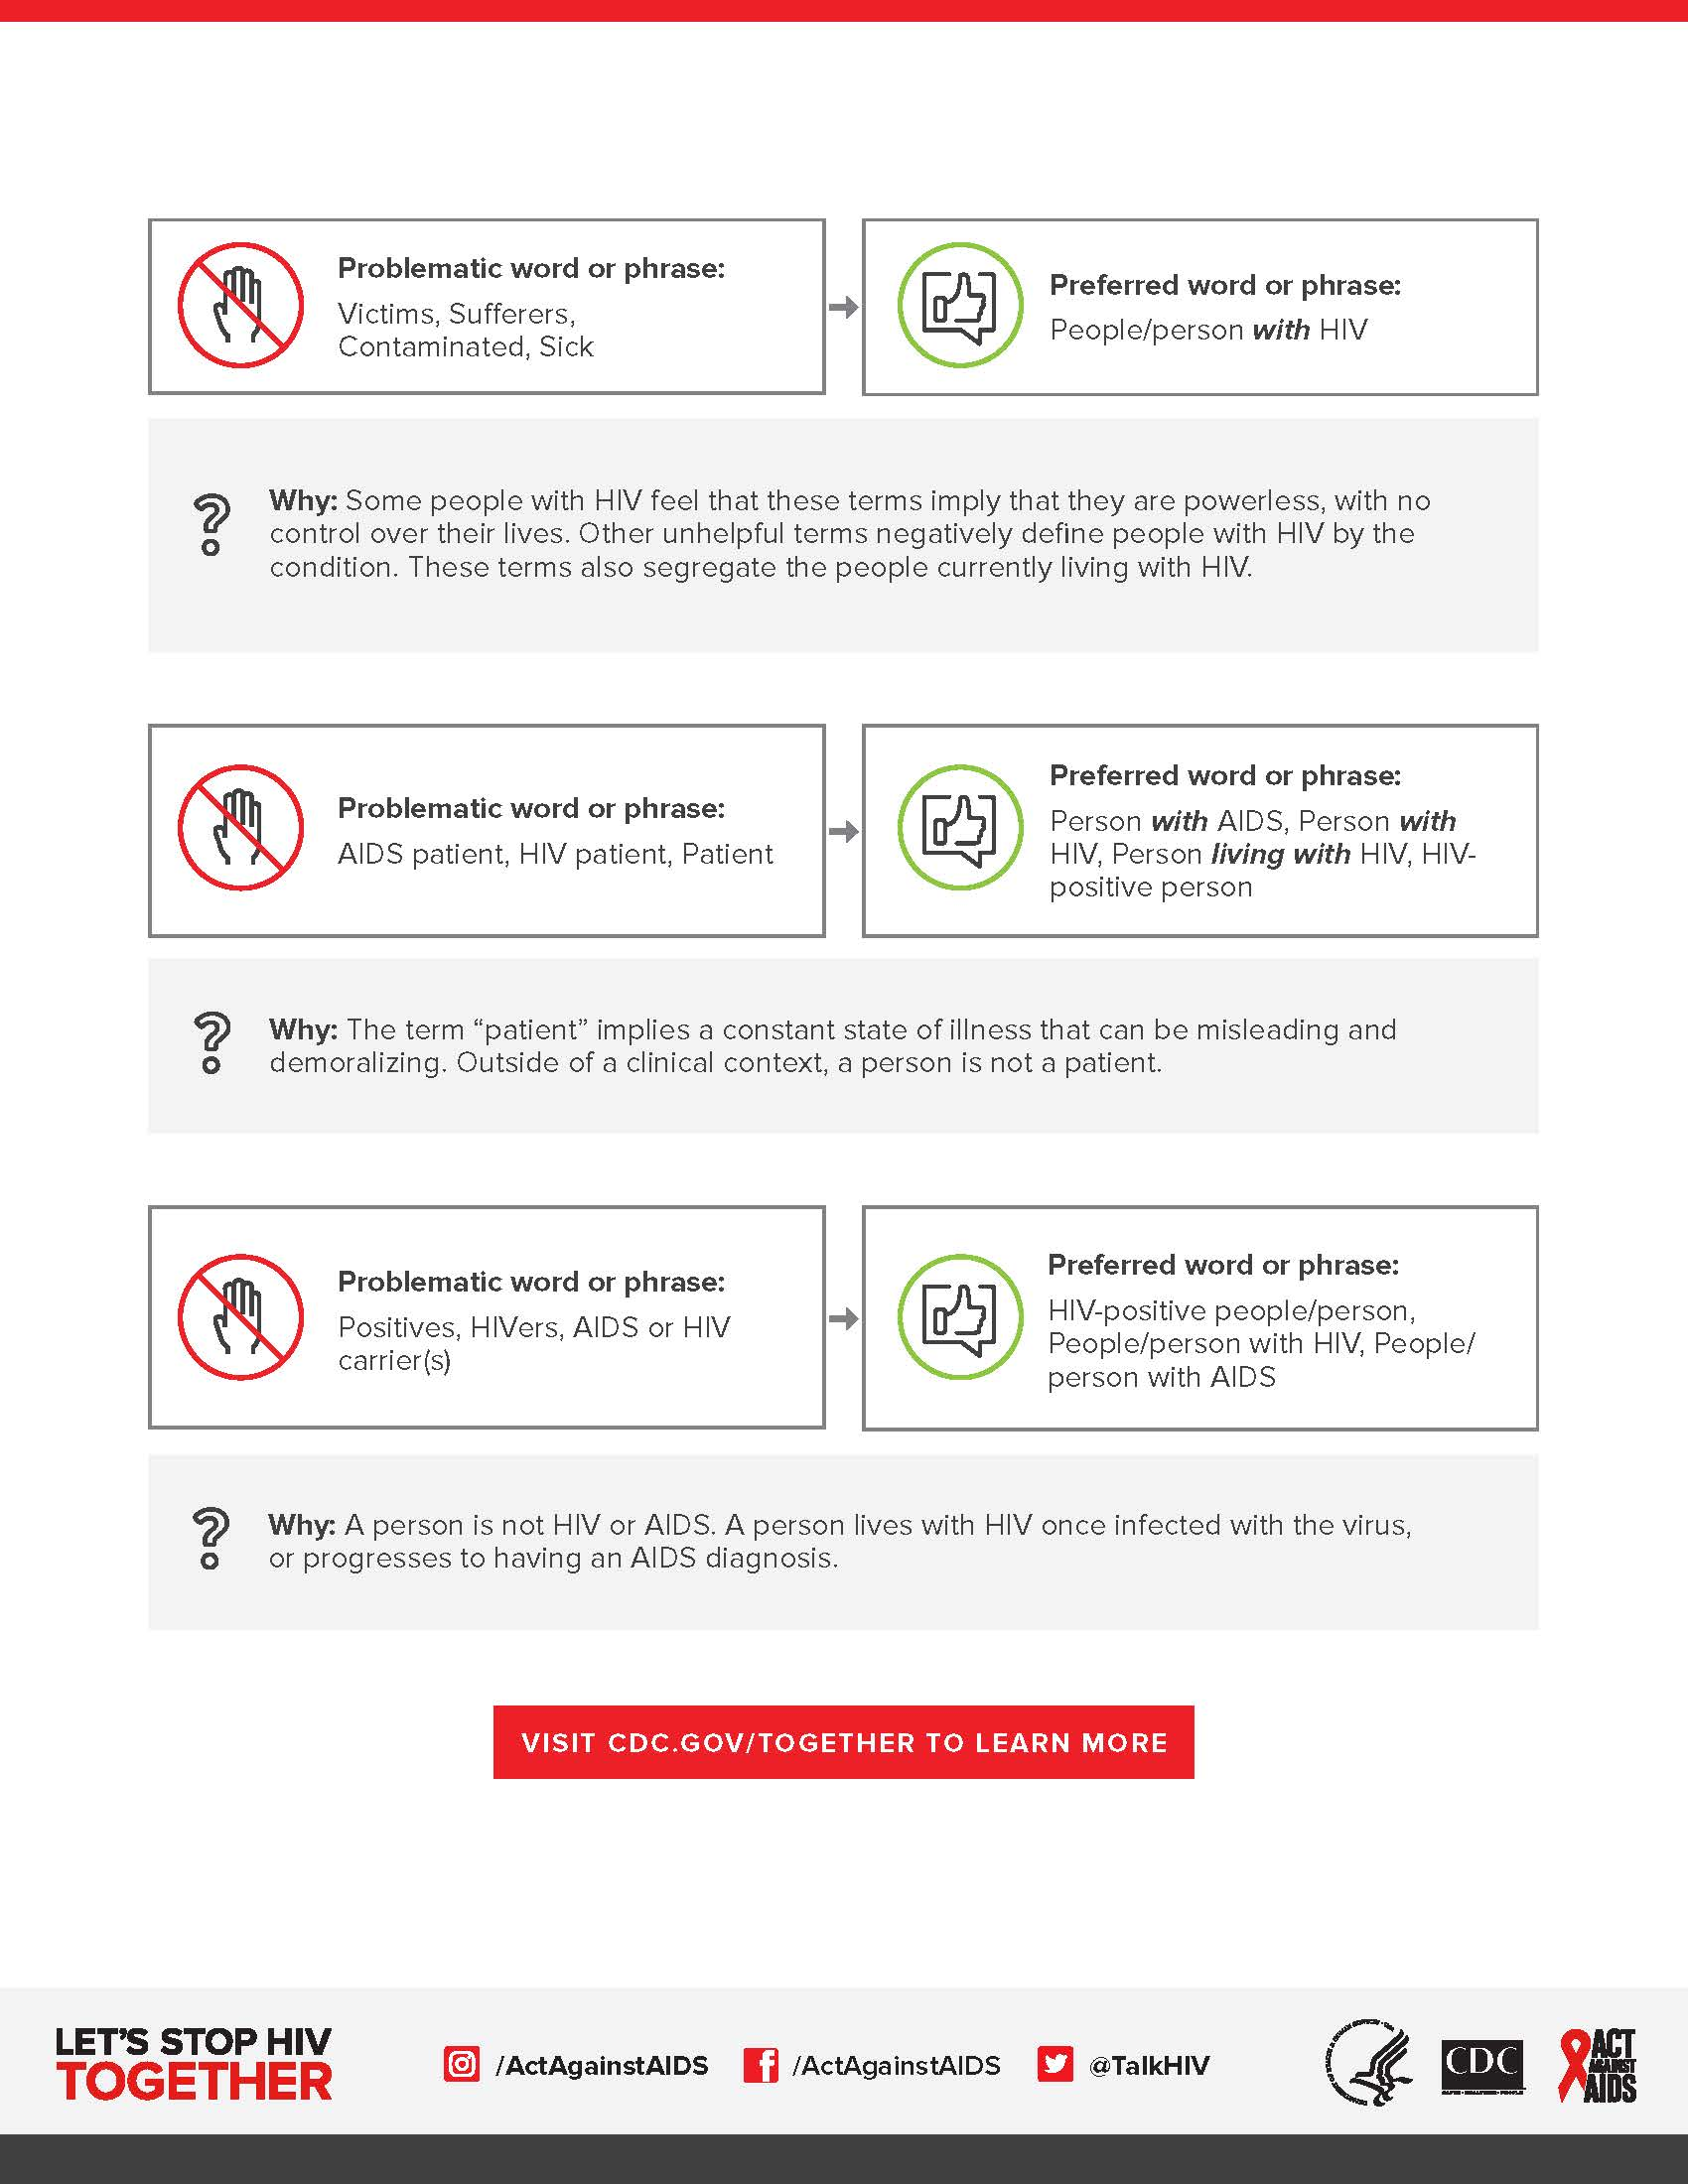 Problematic word or phrase:
Victims, Sufferers,
Contaminated, Sick
Preferred word or phrase:
People/person with HIV
Why: Some people with HIV feel that these terms imply that they are powerless, with no
control over their lives. Other unhelpful terms negatively define people with HIV by the
condition. These terms also segregate the people currently living with HIV.
Problematic word or phrase:
AIDS patient, HIV patient, Patient
Preferred word or phrase:
Person with AIDS, Person with
HIV, Person living with HIV, HIV-
positive person
Why: The term “patient” implies a constant state of illness that can be misleading and
demoralizing. Outside of a clinical context, a person is not a patient.
Problematic word or phrase:
Positives, HIVers, AIDS or HIV
carrier(s)
Preferred word or phrase:
HIV-positive people/person,
People/person with HIV, People/
person with AIDS
Why: A person is not HIV or AIDS. A person lives with HIV once infected with the virus,
or progresses to having an AIDS diagnosis.
VISIT CDC.GOV/TOGETHER TO LEARN MORE
LET’S STOP HIV
TOGETHER
/ActAgainstAIDS
/ActAgainstAIDS
@TalkHIV
CDC
ACT
AGAINST
AIDS